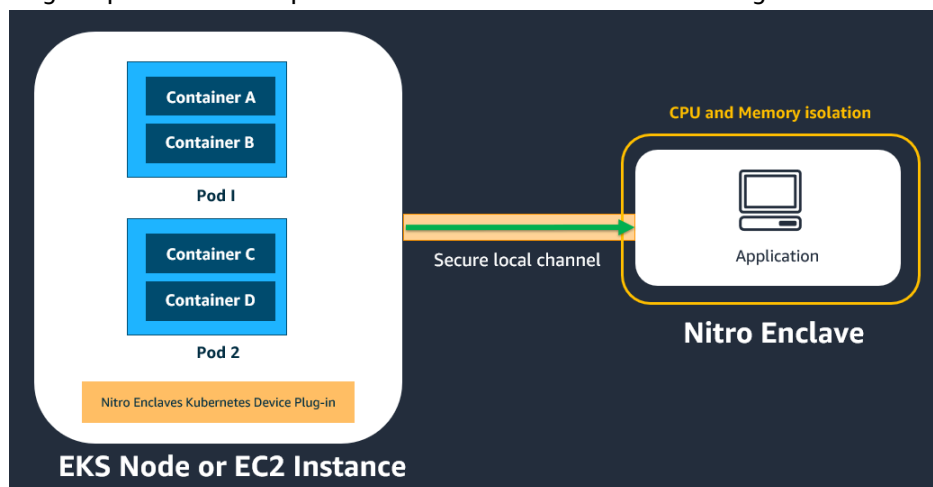 Container A
Container B
Pod I
Container C
Container D
Pod 2
Nitro Enclaves Kubernetes Device Plug-in
EKS Node or EC2 Instance
Secure local channel
CPU and Memory isolation
Application
Nitro Enclave